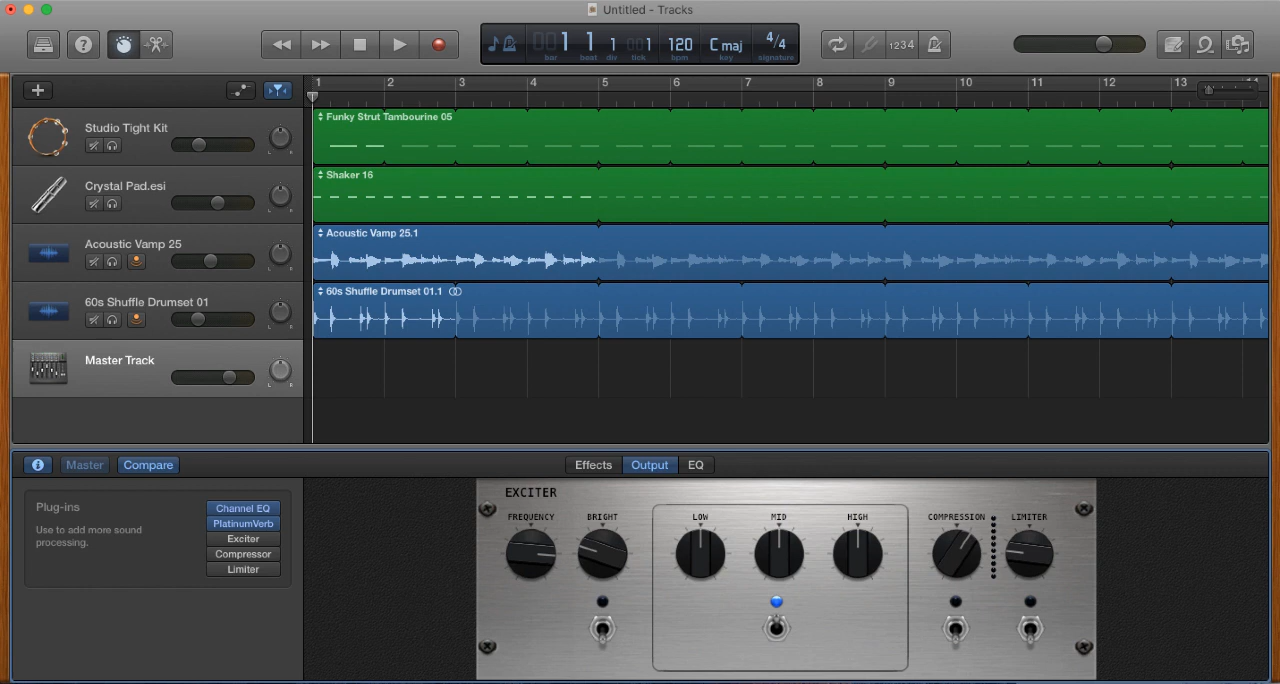 Untitled - Tracks
001 1 1 001 120 C maj 4/4
bar beat div tick bpm key signature
1234
1 2 3 4 5 6 7 8 9 10 11 12 13
Studio Tight Kit
L R
Funky Strut Tambourine 05
Crystal Pad.esi
L R
Shaker 16
Acoustic Vamp 25
L R
Acoustic Vamp 25.1
60s Shuffle Drumset 01
L R
60s Shuffle Drumset 01.1
Master Track
L R
Master Compare Effects Output EQ
Plug-ins
Use to add more sound
processing.
Channel EQ
PlatinumVerb
Exciter
Compressor
Limiter
EXCITER
FREQUENCY BRIGHT LOW MID HIGH COMPRESSION LIMITER